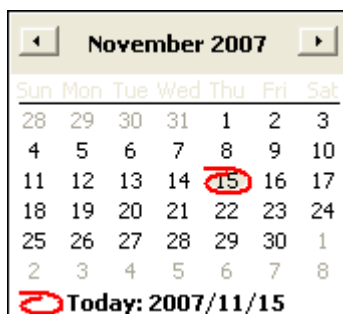 November 2007
Sun Mon Tue Wed Thu Fri Sat
28 29 30 31 1 2 3
4 5 6 7 8 9 10
11 12 13 14 15 16 17
18 19 20 21 22 23 24
25 26 27 28 29 30 1
2 3 4 5 6 7 8
Today: 2007/11/15